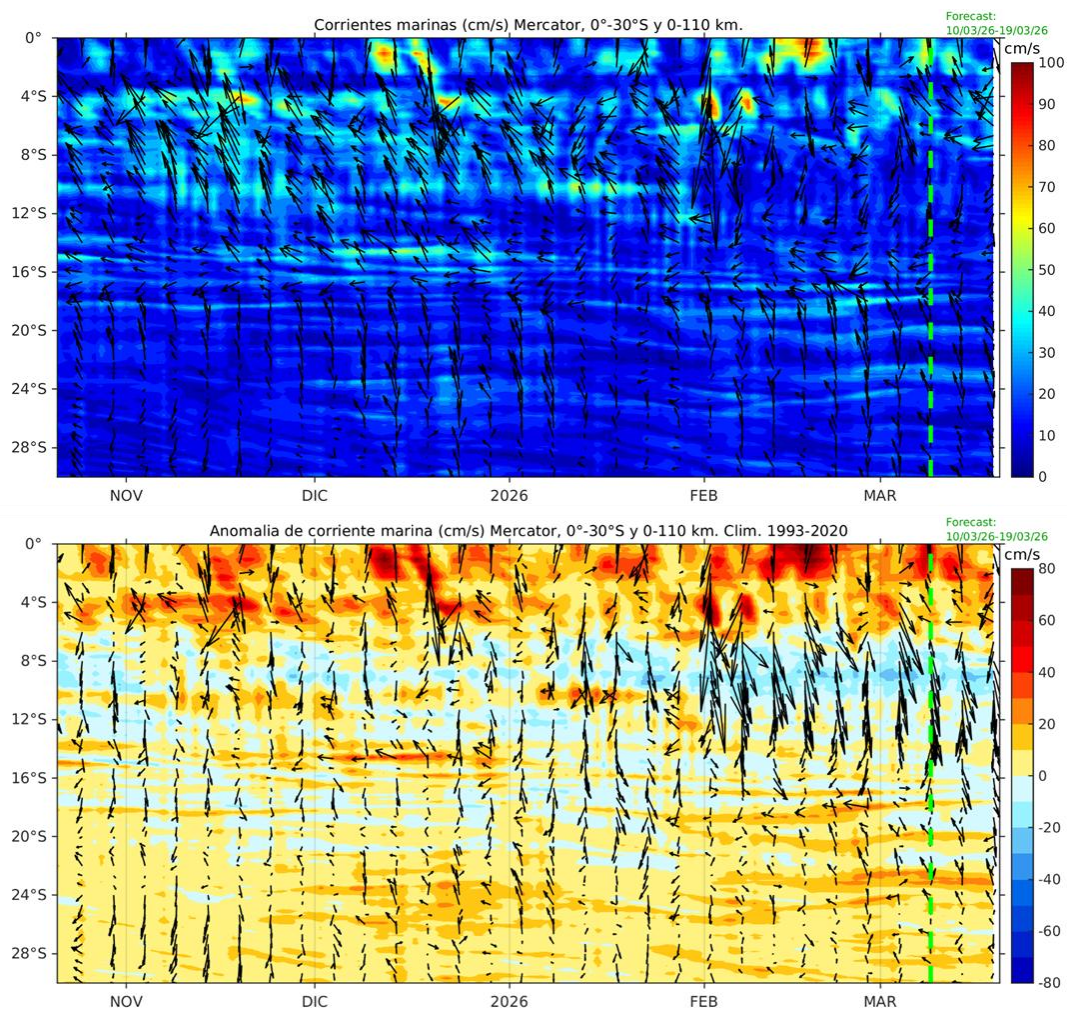 Corrientes marinas (cm/s) Mercator, 0°-30°S y 0-110 km.
Forecast:
10/03/26-19/03/26
cm/s
0°
4°S
8°S
12°S
16°S
20°S
24°S
28°S
100
90
80
70
60
50
40
30
20
10
0
NOV DIC 2026 FEB MAR
Anomalia de corriente marina (cm/s) Mercator, 0°-30°S y 0-110 km. Clim. 1993-2020
Forecast:
10/03/26-19/03/26
cm/s
0°
4°S
8°S
12°S
16°S
20°S
24°S
28°S
80
60
40
20
0
-20
-40
-60
-80
NOV DIC 2026 FEB MAR